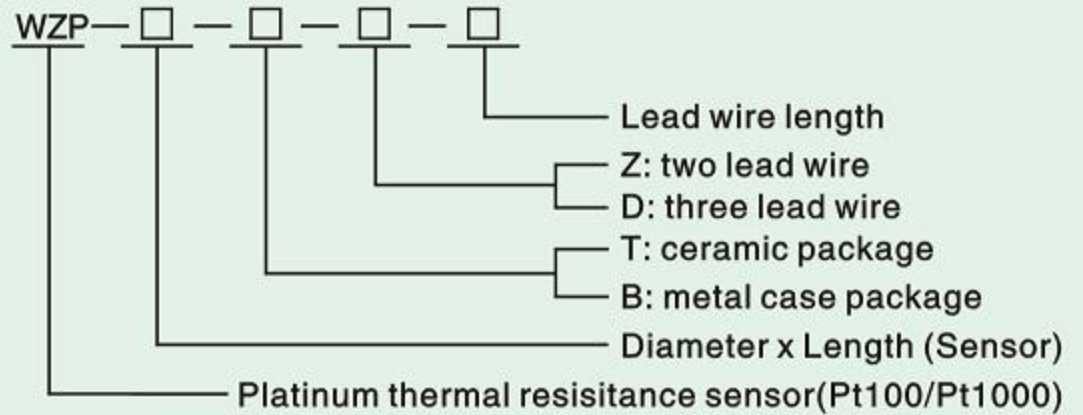 WZP—□—□—□—□
Lead wire length
Z: two lead wire
D: three lead wire
T: ceramic package
B: metal case package
Diameter x Length (Sensor)
Platinum thermal resisitance sensor(Pt100/Pt1000)